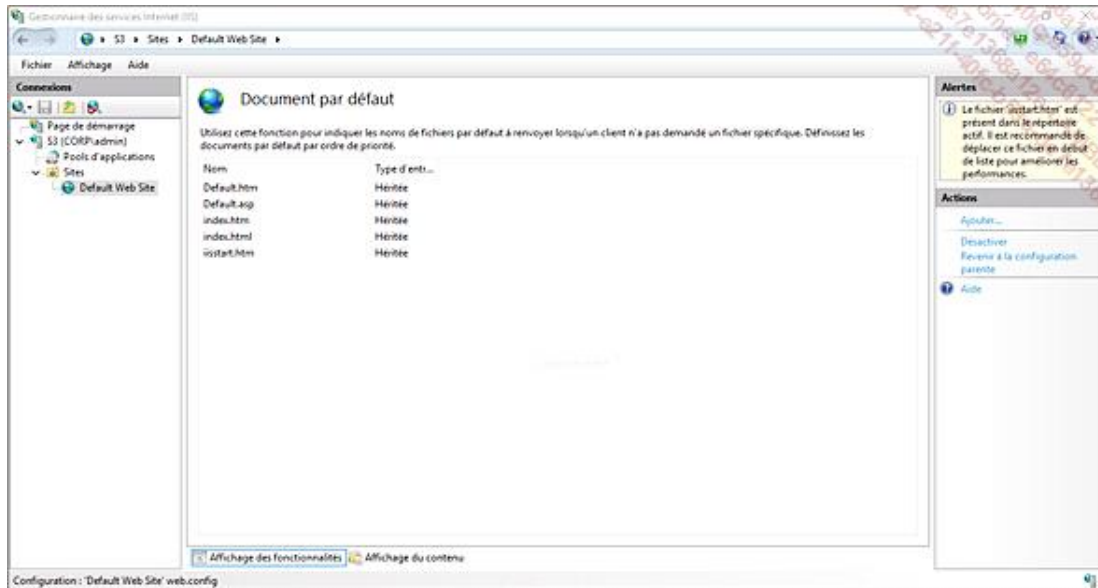 Gestionnaire des services Internet (IIS)
S3 Sites Default Web Site
Fichier Affichage Aide
Connexions
Page de démarrage
S3 (CORP\admin)
Pools d'applications
Sites
Default Web Site
Document par défaut
Utilisez cette fonction pour indiquer les noms de fichiers par défaut à renvoyer lorsqu'un client n'a pas demandé un fichier spécifique. Définissez les
documents par défaut par ordre de priorité.
Nom Type d'entr...
Default.htm Héritée
Default.asp Héritée
index.htm Héritée
index.html Héritée
iisstart.htm Héritée
Affichage des fonctionnalités Affichage du contenu
Alertes
Le fichier 'iisstart.htm' est
présent dans le répertoire
actif. Il est recommandé de
déplacer ce fichier en début
de liste pour améliorer les
performances.
Actions
Ajouter...
Désactiver
Revenir à la configuration
parente
Aide
Configuration : 'Default Web Site' web.config